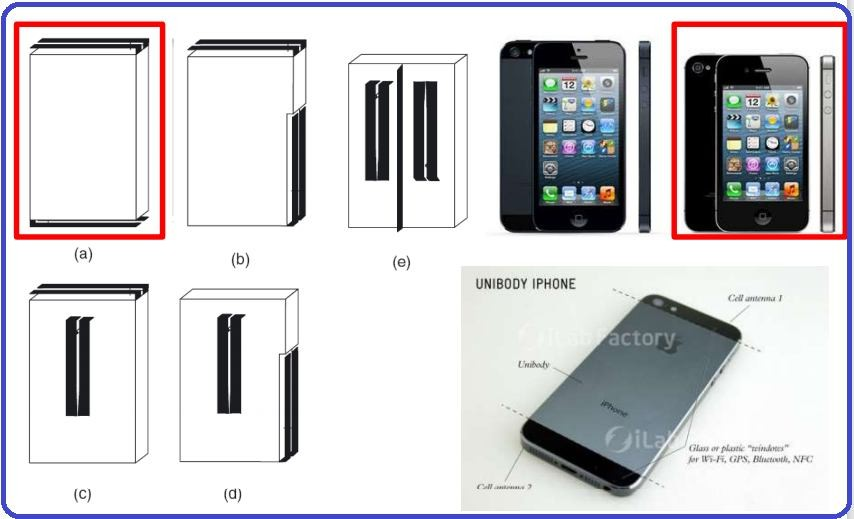 (a)
(b)
(e)
(c)
(d)
UNIBODY IPHONE
Cell antenna 1
iLab Factory
Unibody
iPhone
iLab
Glass or plastic "windows"
for Wi-Fi, GPS, Bluetooth, NFC
Cell antenna 2